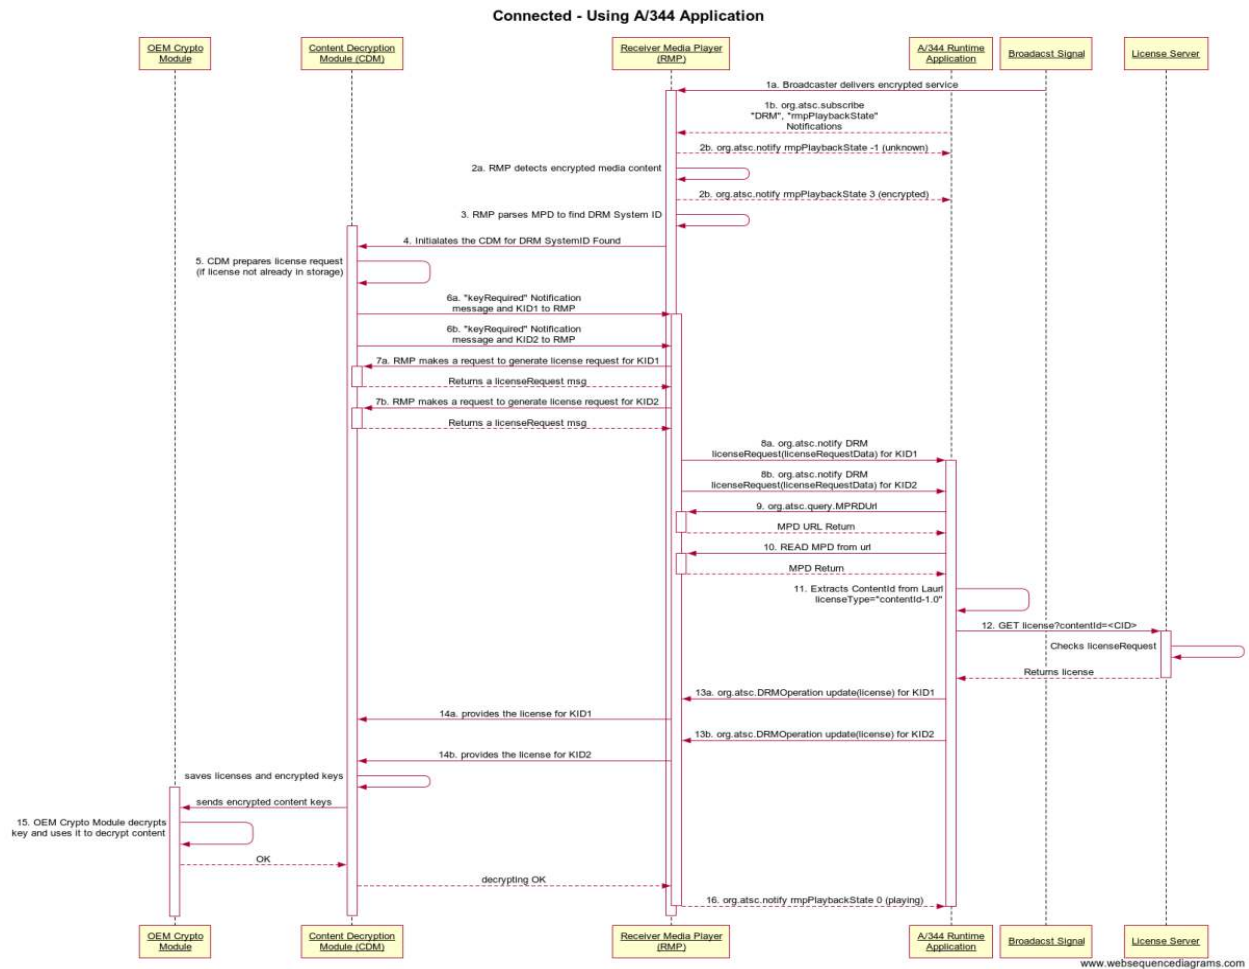 Connected - Using A/344 Application
OEM Crypto
Module
Content Decryption
Module (CDM)
Receiver Media Player
(RMP)
A/344 Runtime
Application
Broadacst Signal
License Server
1a. Broadcaster delivers encrypted service
1b. org.atsc.subscribe
"DRM", "rmpPlaybackState"
Notifications
2b. org.atsc.notify rmpPlaybackState -1 (unknown)
2a. RMP detects encrypted media content
2b. org.atsc.notify rmpPlaybackState 3 (encrypted)
3. RMP parses MPD to find DRM System ID
4. Initialates the CDM for DRM SystemID Found
5. CDM prepares license request
(if license not already in storage)
6a. "keyRequired" Notification
message and KID1 to RMP
6b. "keyRequired" Notification
message and KID2 to RMP
7a. RMP makes a request to generate license request for KID1
Returns a licenseRequest msg
7b. RMP makes a request to generate license request for KID2
Returns a licenseRequest msg
8a. org.atsc.notify DRM
licenseRequest(licenseRequestData) for KID1
8b. org.atsc.notify DRM
licenseRequest(licenseRequestData) for KID2
9. org.atsc.query.MPRDUrl
MPD URL Return
10. READ MPD from url
MPD Return
11. Extracts ContentId from Laurl
licenseType="contentId-1.0"
12. GET license?contentId=<CID>
Checks licenseRequest
Returns license
13a. org.atsc.DRMOperation update(license) for KID1
14a. provides the license for KID1
13b. org.atsc.DRMOperation update(license) for KID2
14b. provides the license for KID2
saves licenses and encrypted keys
sends encrypted content keys
15. OEM Crypto Module decrypts
key and uses it to decrypt content
OK
decrypting OK
16. org.atsc.notify rmpPlaybackState 0 (playing)
OEM Crypto
Module
Content Decryption
Module (CDM)
Receiver Media Player
(RMP)
A/344 Runtime
Application
Broadacst Signal
License Server
www.websequencediagrams.com